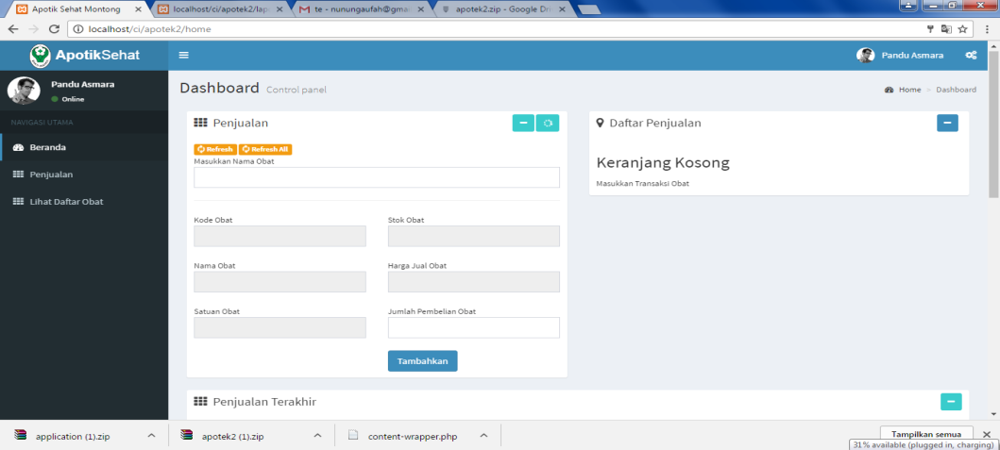 Apotik Sehat Montong
localhost/ci/apotek2/lap
te - nunungaufah@gmai
apotek2.zip - Google Dri
localhost/ci/apotek2/home
ApotikSehat
Pandu Asmara
Pandu Asmara
Online
Dashboard Control panel
Home > Dashboard
NAVIGASI UTAMA
Beranda
Penjualan
Lihat Daftar Obat
Penjualan
Refresh
Refresh All
Masukkan Nama Obat
Kode Obat
Stok Obat
Nama Obat
Harga Jual Obat
Satuan Obat
Jumlah Pembelian Obat
Tambahkan
Daftar Penjualan
Keranjang Kosong
Masukkan Transaksi Obat
Penjualan Terakhir
application (1).zip
apotek2 (1).zip
content-wrapper.php
Tampilkan semua
31% available (plugged in, charging)